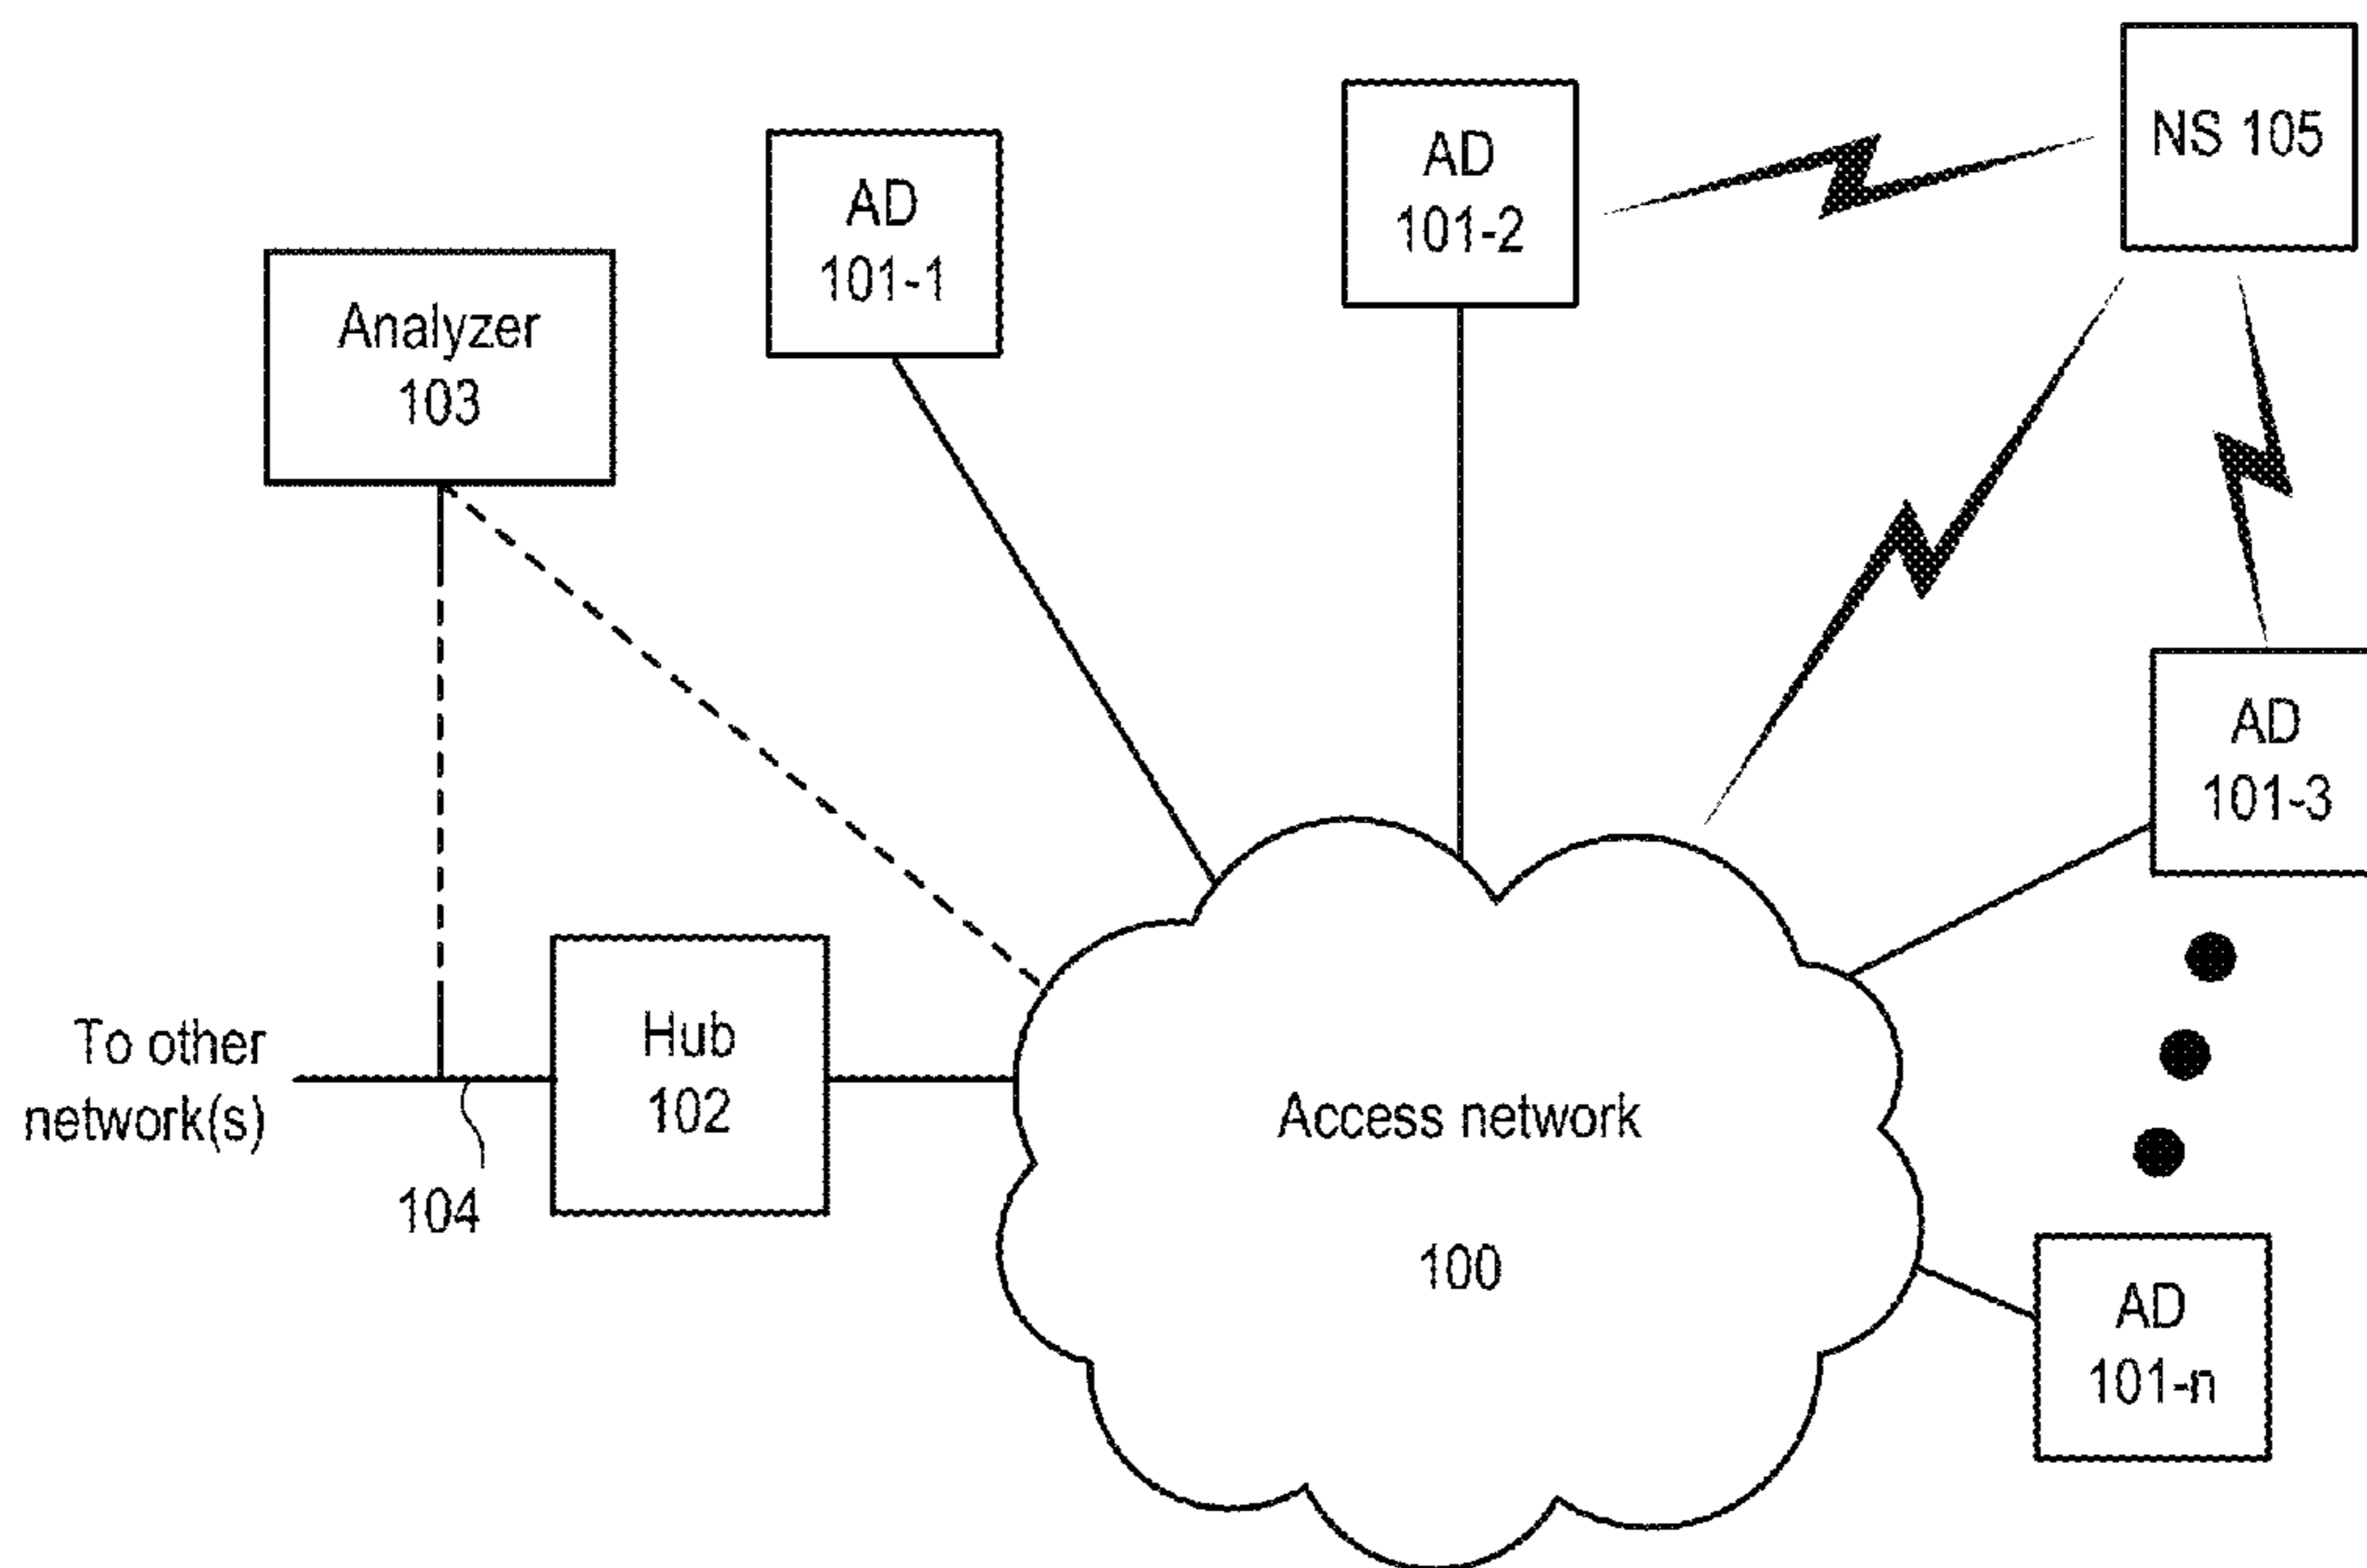 NS 105
AD
101-2
AD
101-1
Analyzer
103
AD
101-3
To other
network(s)
Hub
102
104
Access network
100
AD
101-n